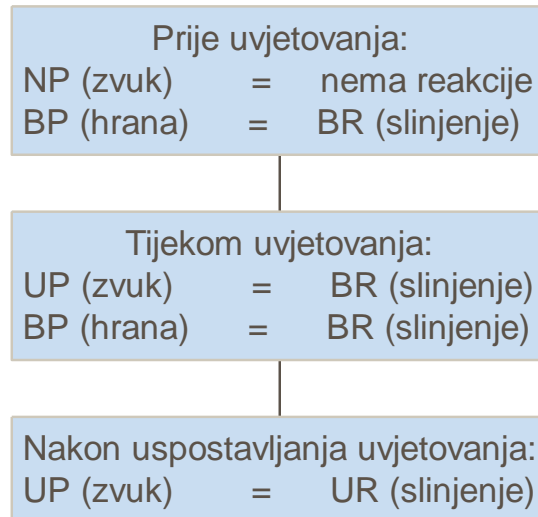 Prije uvjetovanja:
NP (zvuk) = nema reakcije
BP (hrana) = BR (slinjenje)
Tijekom uvjetovanja:
UP (zvuk) = BR (slinjenje)
BP (hrana) = BR (slinjenje)
Nakon uspostavljanja uvjetovanja:
UP (zvuk) = UR (slinjenje)